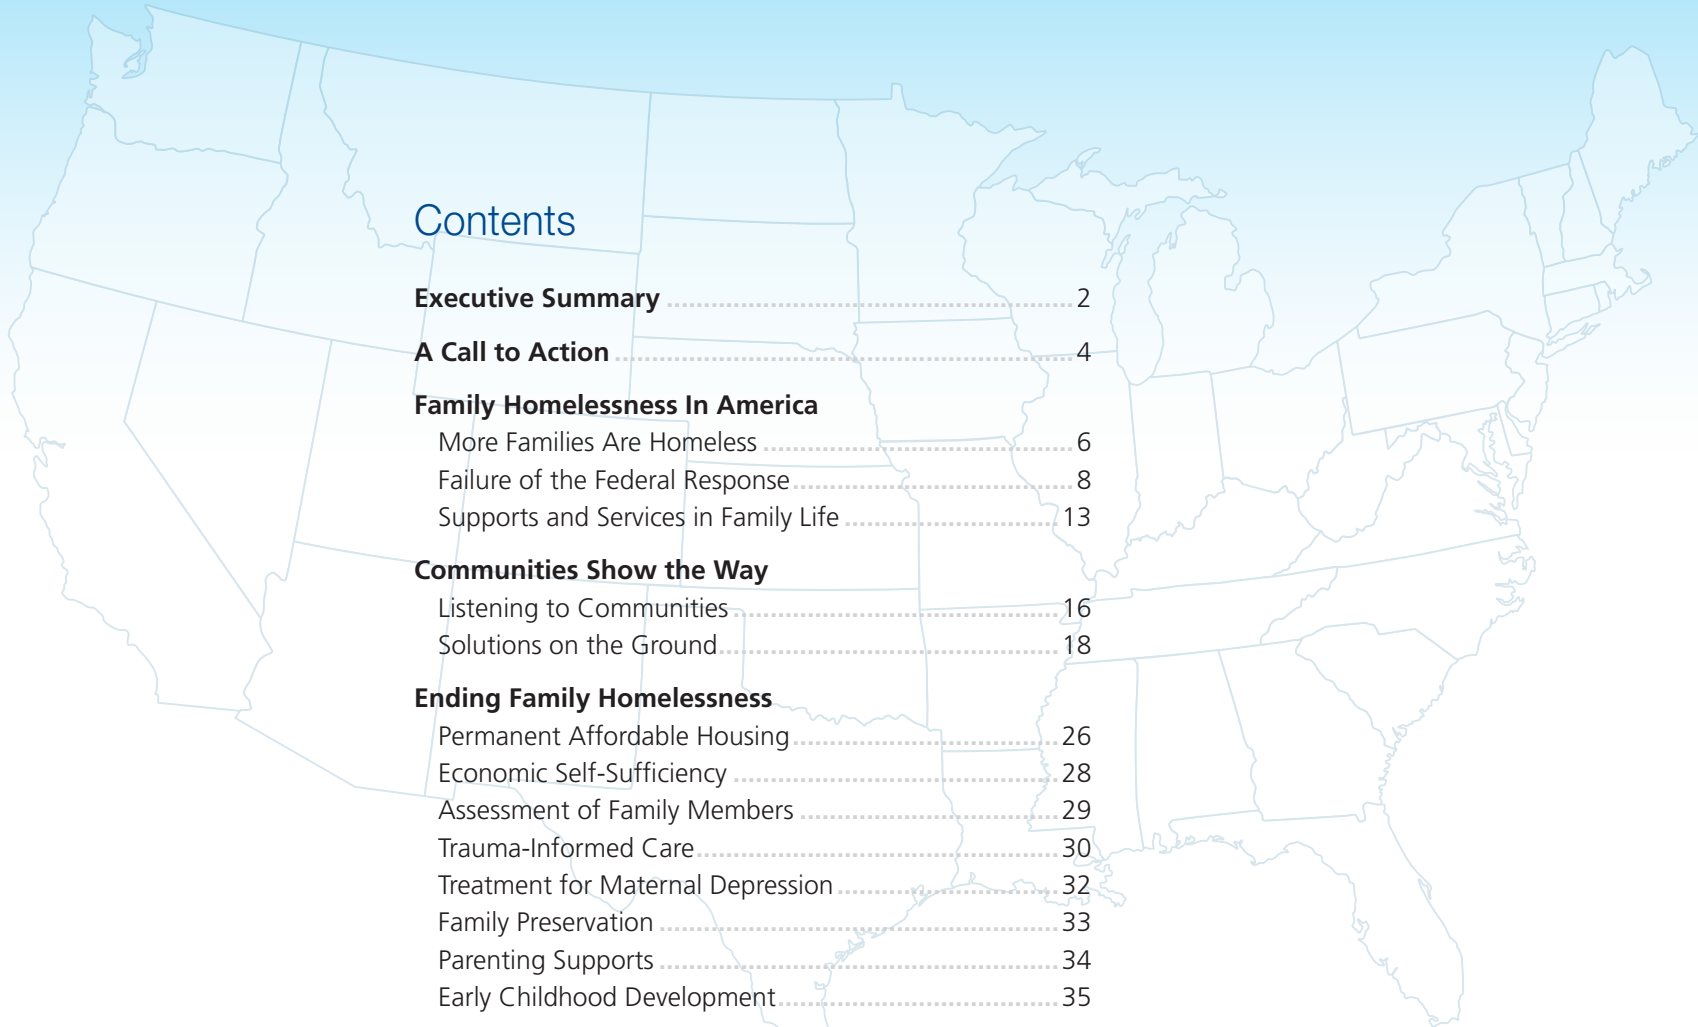 Contents
Executive Summary ........................................................ 2
A Call to Action ............................................................... 4
Family Homelessness In America
More Families Are Homeless ........................................... 6
Failure of the Federal Response ....................................... 8
Supports and Services in Family Life .............................. 13
Communities Show the Way
Listening to Communities ............................................. 16
Solutions on the Ground ............................................... 18
Ending Family Homelessness
Permanent Affordable Housing ..................................... 26
Economic Self-Sufficiency ............................................. 28
Assessment of Family Members .................................... 29
Trauma-Informed Care .................................................. 30
Treatment for Maternal Depression ............................... 32
Family Preservation ....................................................... 33
Parenting Supports ....................................................... 34
Early Childhood Development ....................................... 35